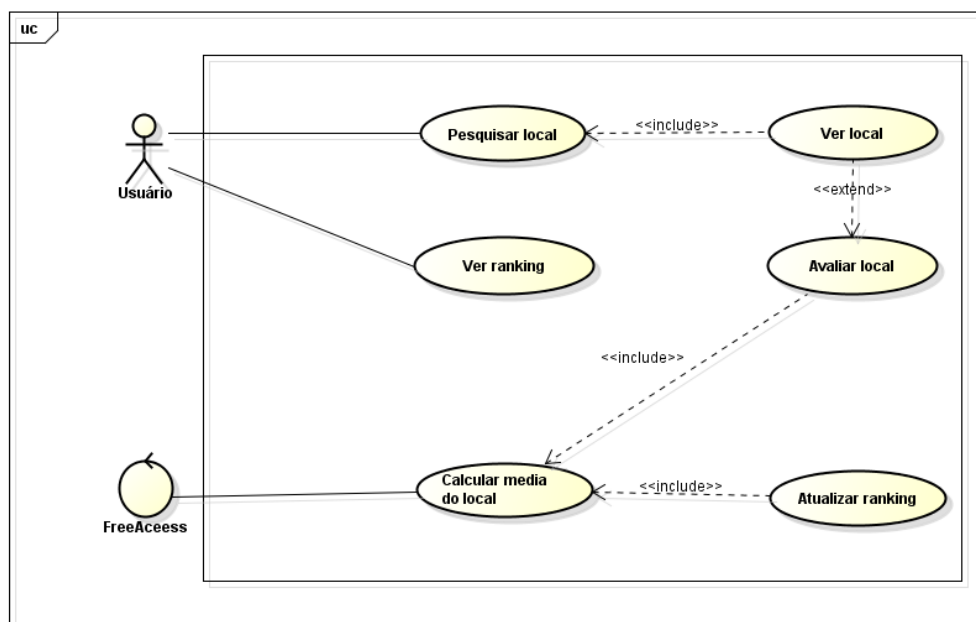 uc
Pesquisar local
<<include>>
Ver local
Usuário
<<extend>>
Ver ranking
Avaliar local
<<include>>
Calcular media
do local
<<include>>
Atualizar ranking
FreeAceess